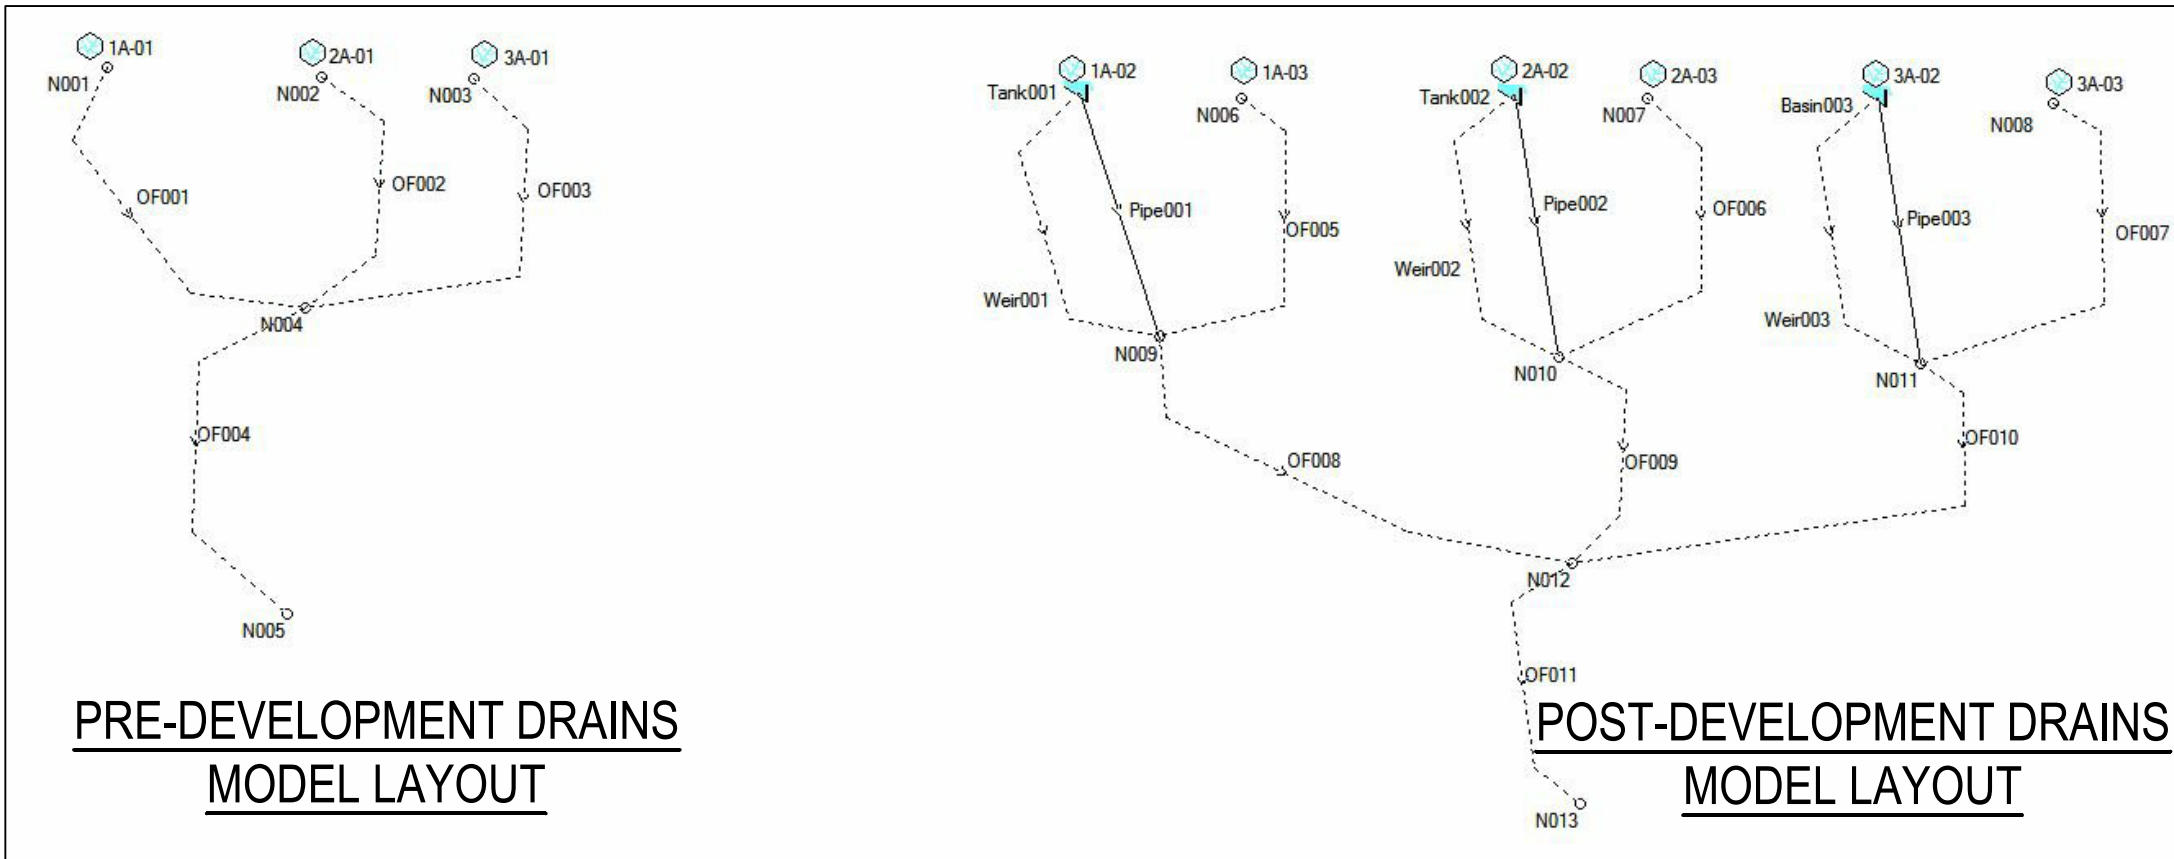 1A-01
2A-01
3A-01
N001
N002
N003
OF001
OF002
OF003
N004
OF004
N005
PRE-DEVELOPMENT DRAINS
MODEL LAYOUT
1A-02
1A-03
2A-02
2A-03
3A-02
3A-03
Tank001
N006
Tank002
N007
Basin003
N008
Pipe001
OF005
Pipe002
OF006
Pipe003
OF007
Weir001
Weir002
Weir003
N009
N010
N011
OF008
OF009
OF010
N012
OF011
N013
POST-DEVELOPMENT DRAINS
MODEL LAYOUT